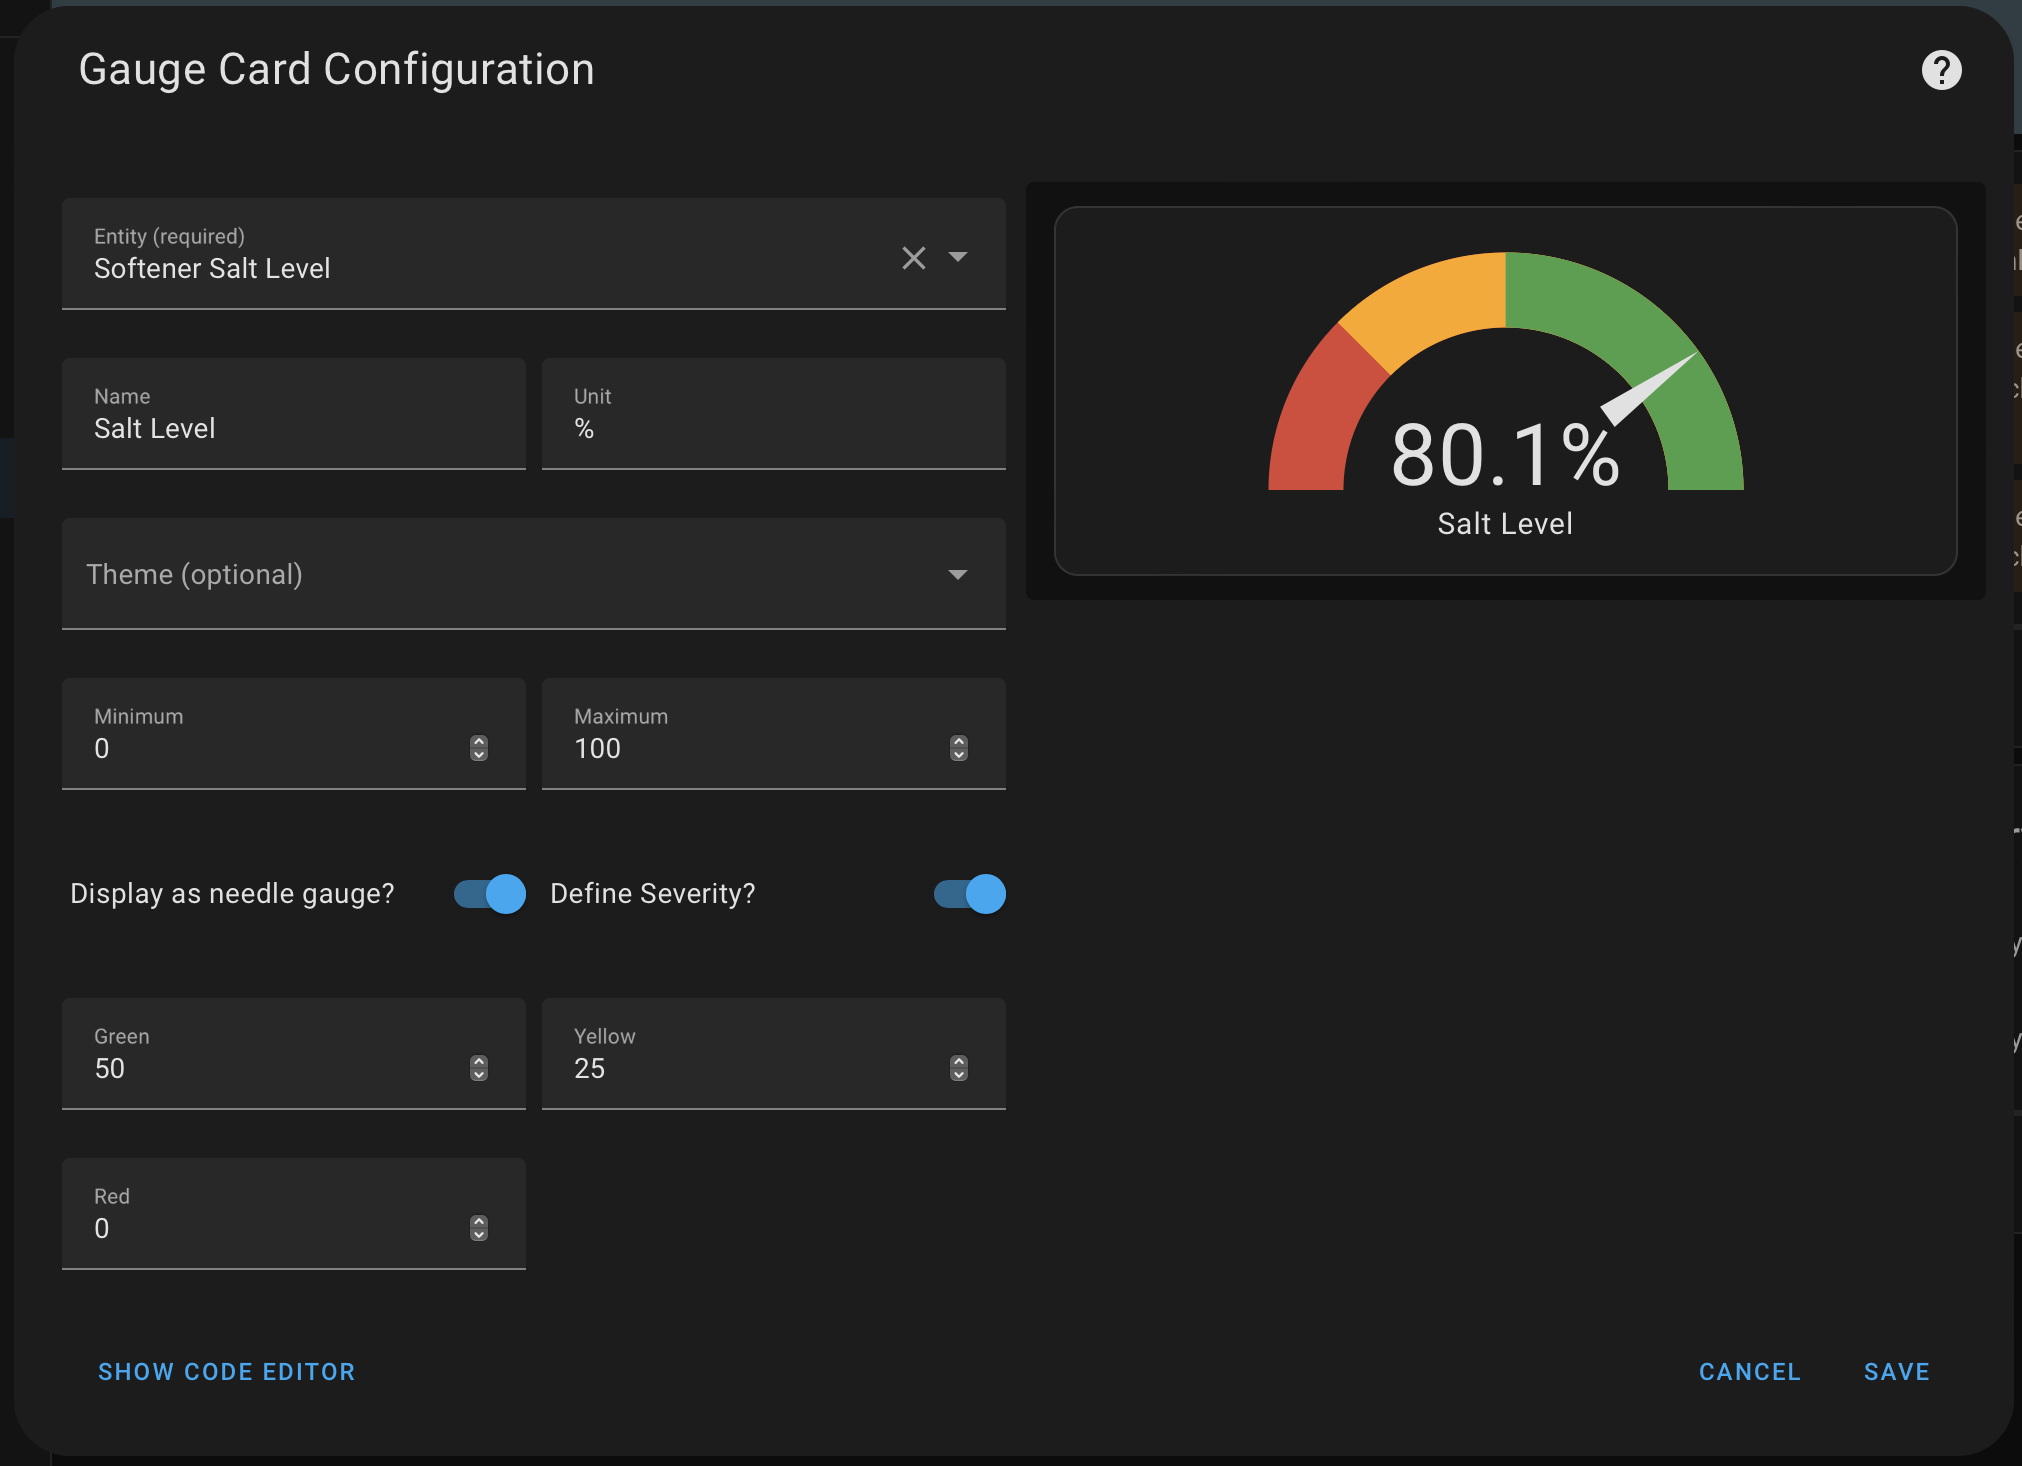 Gauge Card Configuration
Entity (required)
Softener Salt Level
Name
Salt Level
Unit
%
Theme (optional)
Minimum
0
Maximum
100
Display as needle gauge?
Define Severity?
Green
50
Yellow
25
Red
0
80.1%
Salt Level
SHOW CODE EDITOR
CANCEL
SAVE